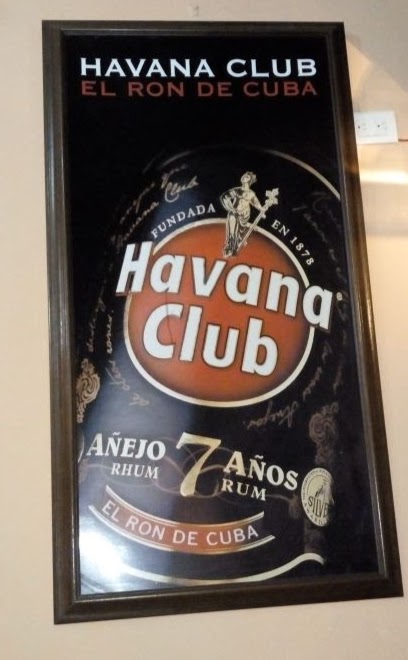 HAVANA CLUB
EL RON DE CUBA
FUNDADA EN 1878
Havana
Club
AÑEJO 7 AÑOS
RHUM RUM
EL RON DE CUBA